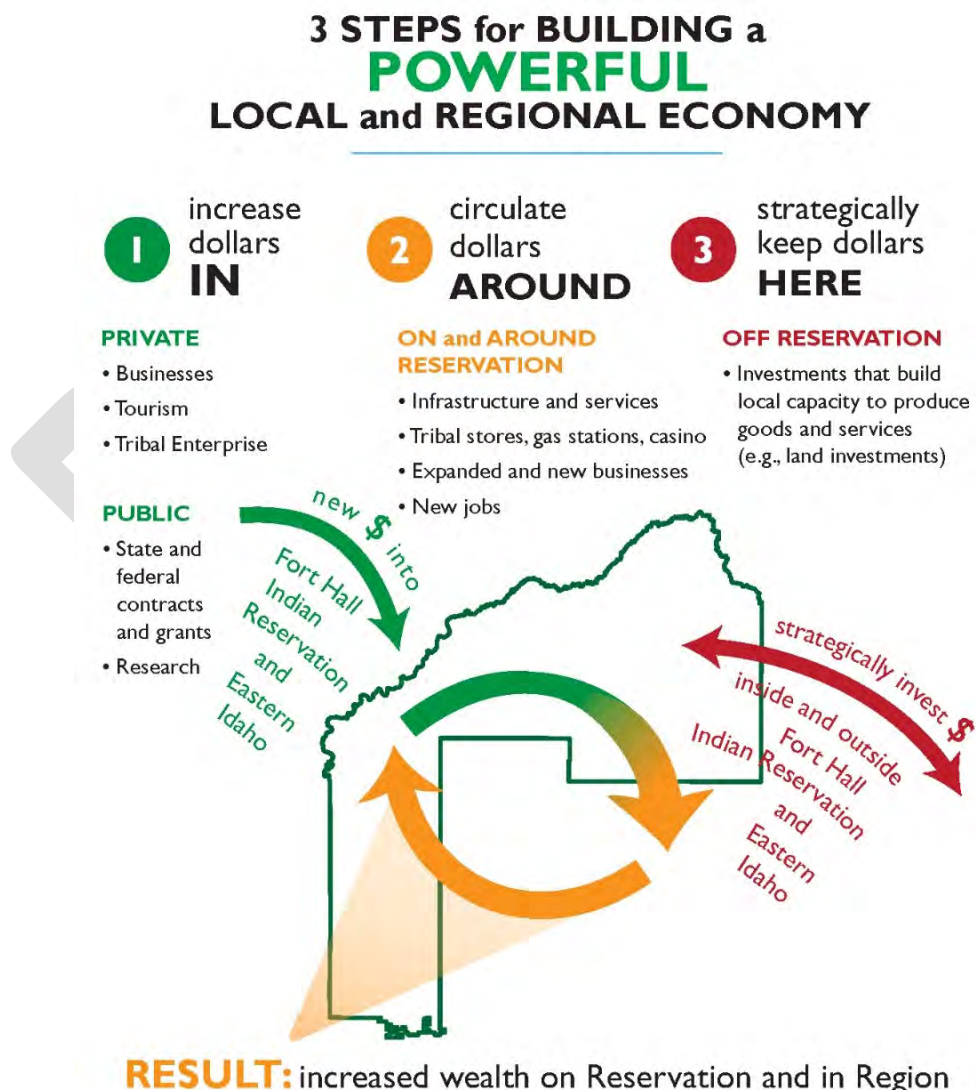 3 STEPS for BUILDING a
POWERFUL
LOCAL and REGIONAL ECONOMY
1
increase
dollars
IN
PRIVATE
• Businesses
• Tourism
• Tribal Enterprise
PUBLIC
• State and
federal
contracts
and grants
• Research
2
circulate
dollars
AROUND
ON and AROUND
RESERVATION
• Infrastructure and services
• Tribal stores, gas stations, casino
• Expanded and new businesses
• New jobs
3
strategically
keep dollars
HERE
OFF RESERVATION
• Investments that build
local capacity to produce
goods and services
(e.g., land investments)
new $ into
Fort Hall
Indian
Reservation
and
Eastern
Idaho
strategically invest $
inside and outside
Fort Hall
Indian Reservation
and
Eastern
Idaho
RESULT: increased wealth on Reservation and in Region